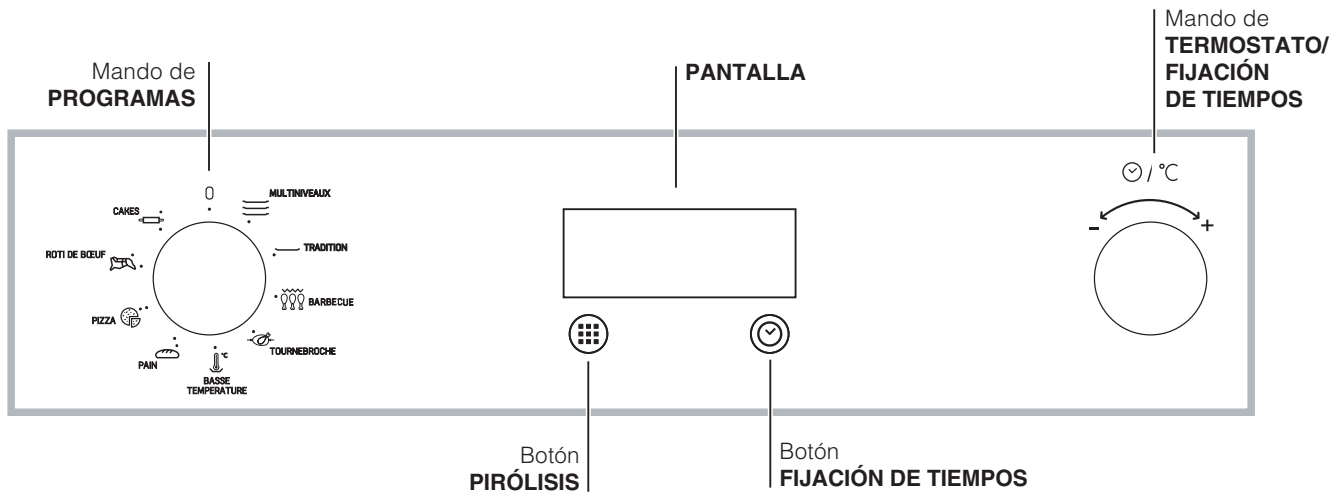 Mando de
PROGRAMAS
PANTALLA
Mando de
TERMOSTATO/
FIJACIÓN
DE TIEMPOS
0
MULTINIVEAUX
CAKES
TRADITION
ROTI DE BŒUF
BARBECUE
PIZZA
TOURNEBROCHE
PAIN
°C
BASSE
TEMPERATURE
/ °C
- +
Botón
PIRÓLISIS
Botón
FIJACIÓN DE TIEMPOS